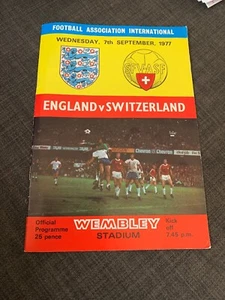 FOOTBALL ASSOCIATION INTERNATIONAL
WEDNESDAY, 7th SEPTEMBER, 1977
ENGLAND v SWITZERLAND
Official
Programme
25 pence
WEMBLEY
STADIUM
Kick
off
7.45 p.m.